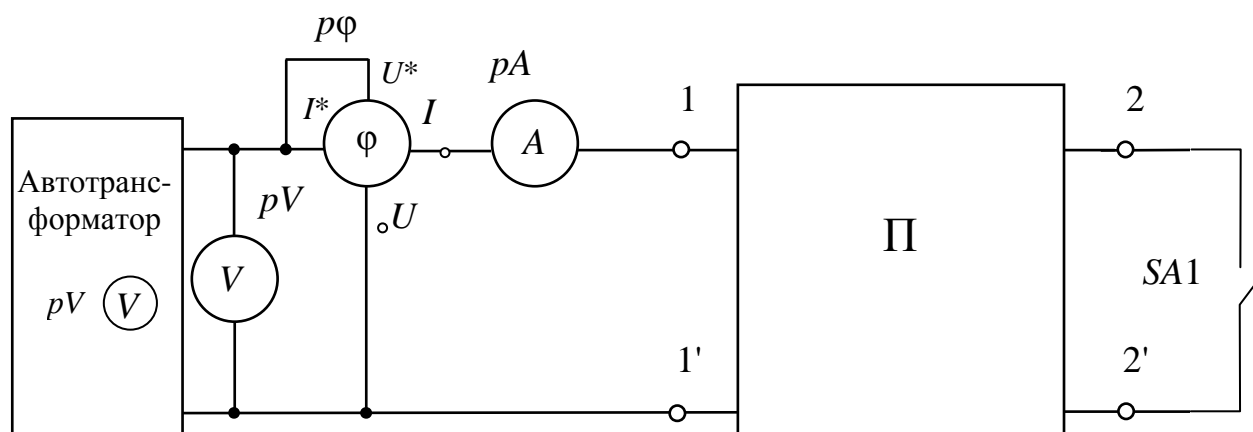 pφ
U*
pA
I*
I
1
2
φ
A
Автотранс-
форматор
pV
U
П
V
SA1
pV
V
1'
2'